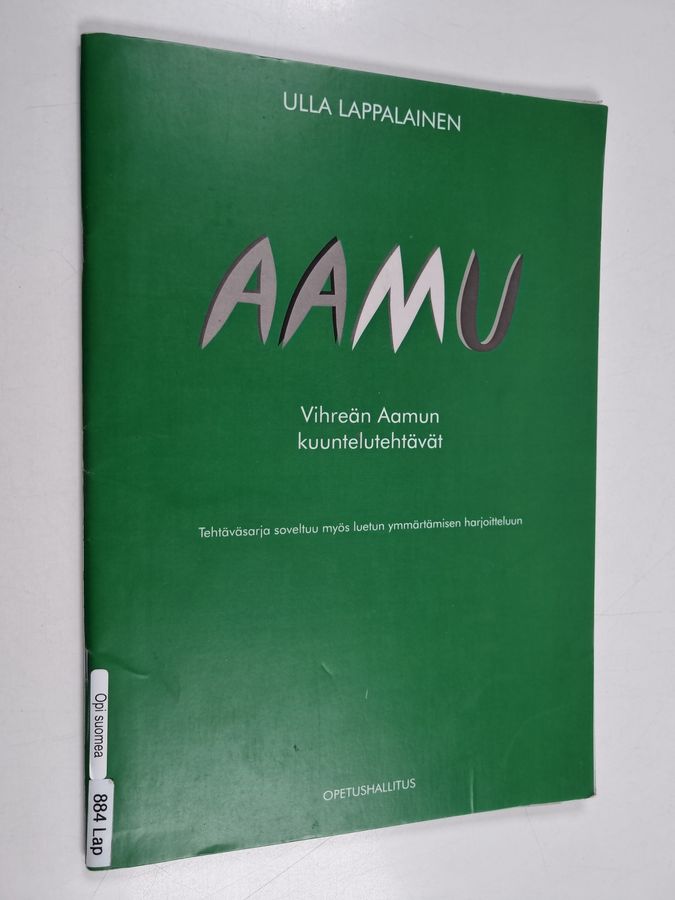 ULLA LAPPALAINEN
AAMU
Vihreän Aamun
kuuntelutehtävät
Tehtäväsarja soveltuu myös luetun ymmärtämisen harjoitteluun
OPETUSHALLITUS
Opi suomea
884 Lap